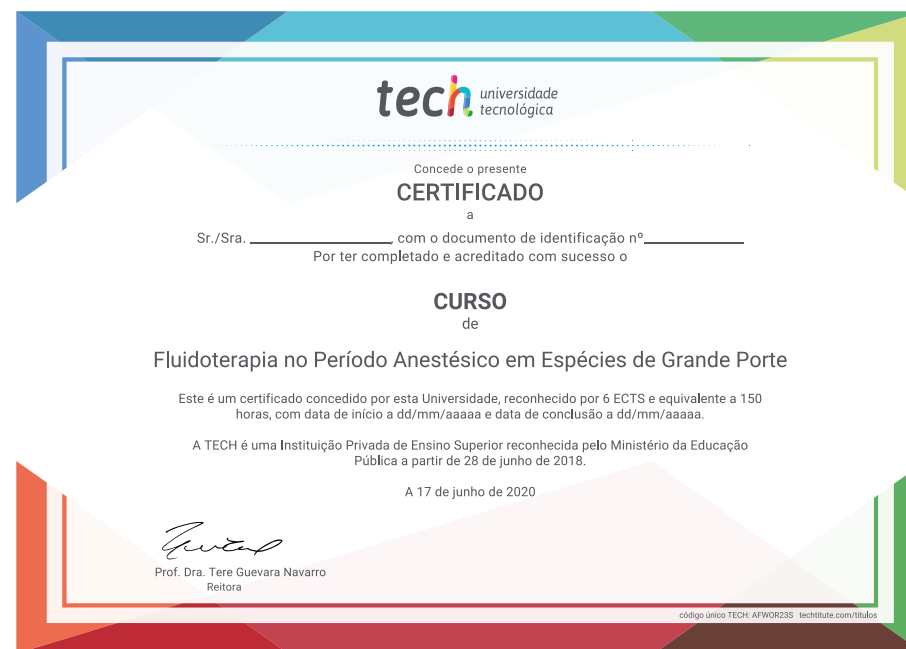 tech universidade
tecnológica
Concede o presente
CERTIFICADO
a
Sr./Sra. , com o documento de identificação nº
Por ter completado e acreditado com sucesso o
CURSO
de
Fluidoterapia no Período Anestésico em Espécies de Grande Porte
Este é um certificado concedido por esta Universidade, reconhecido por 6 ECTS e equivalente a 150
horas, com data de início a dd/mm/aaaaa e data de conclusão a dd/mm/aaaaa.
A TECH é uma Instituição Privada de Ensino Superior reconhecida pelo Ministério da Educação
Pública a partir de 28 de junho de 2018.
A 17 de junho de 2020
Prof. Dra. Tere Guevara Navarro
Reitora
código único TECH: AFWOR23S techtitute.com/titulos